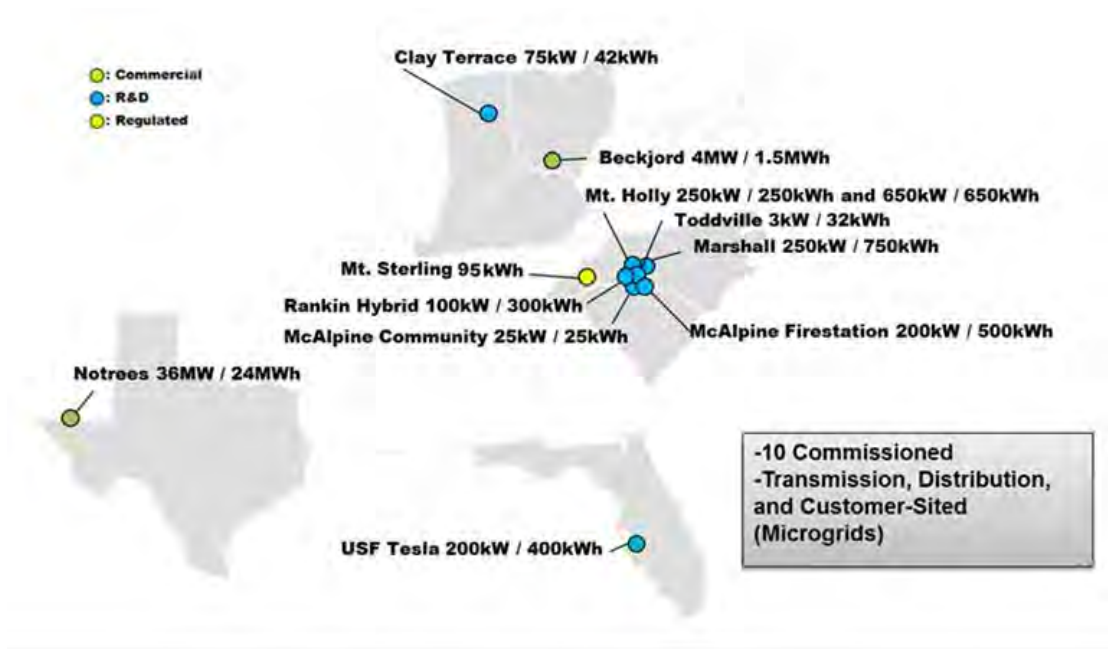 Clay Terrace 75kW / 42kWh
: Commercial
: R&D
: Regulated
Beckjord 4MW / 1.5MWh
Mt. Holly 250kW / 250kWh and 650kW / 650kWh
Toddville 3kW / 32kWh
Marshall 250kW / 750kWh
Mt. Sterling 95kWh
Rankin Hybrid 100kW / 300kWh
McAlpine Community 25kW / 25kWh
McAlpine Firestation 200kW / 500kWh
Notrees 36MW / 24MWh
-10 Commissioned
-Transmission, Distribution,
and Customer-Sited
(Microgrids)
USF Tesla 200kW / 400kWh